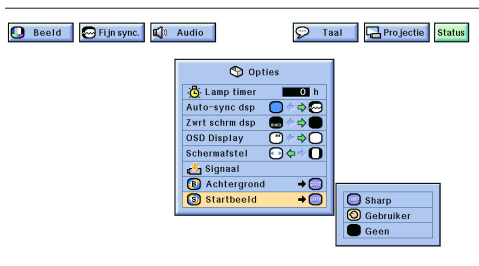 Beeld
Fijn sync.
Audio
Taal
Projectie
Status
Opties
Lamp timer 0 h
Auto-sync dsp
Zwrt schrm dsp
OSD Display
Schermafstel
Signaal
B Achtergrond
S Startbeeld
Sharp
Gebruiker
Geen